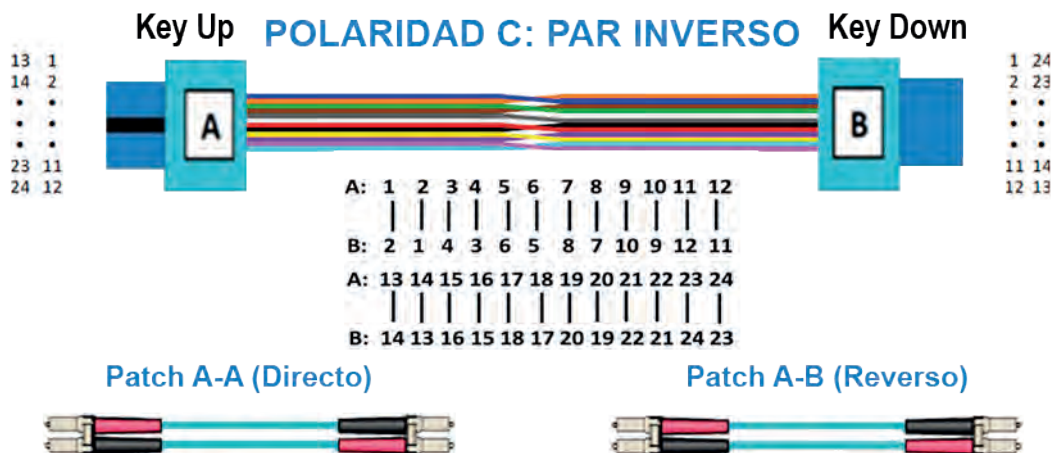 Key Up POLARIDAD C: PAR INVERSO Key Down
13 1
14 2
23 11
24 12
A
B
1 24
2 23
11 14
12 13
A: 1 2 3 4 5 6 7 8 9 10 11 12
B: 2 1 4 3 6 5 8 7 10 9 12 11
A: 13 14 15 16 17 18 19 20 21 22 23 24
B: 14 13 16 15 18 17 20 19 22 21 24 23
Patch A-A (Directo) Patch A-B (Reverso)